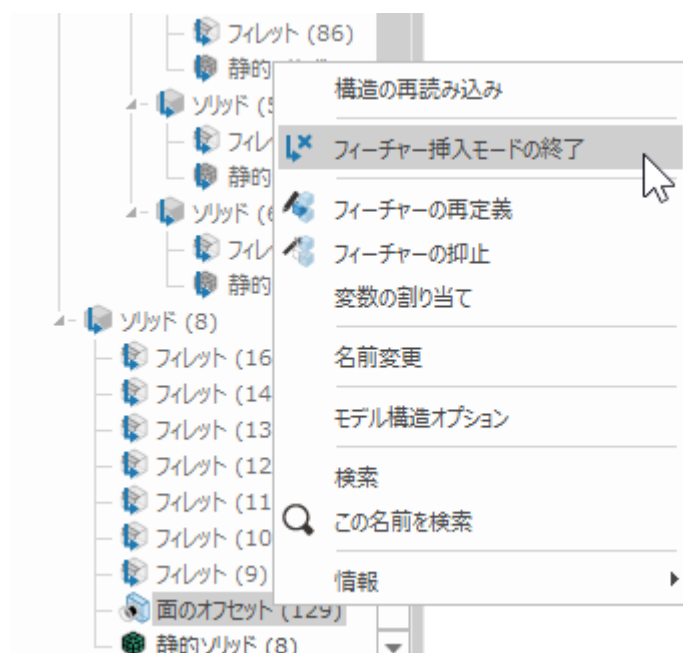 フィレット (86)
静的
ソリッド (5
フィレ
静的
ソリッド (6
フィレ
静的
ソリッド (8)
フィレット (16
フィレット (14
フィレット (13
フィレット (12
フィレット (11
フィレット (10
フィレット (9)
面のオフセット (129)
静的ソリッド (8)
構造の再読み込み
フィーチャー挿入モードの終了
フィーチャーの再定義
フィーチャーの抑止
変数の割り当て
名前変更
モデル構造オプション
検索
この名前を検索
情報